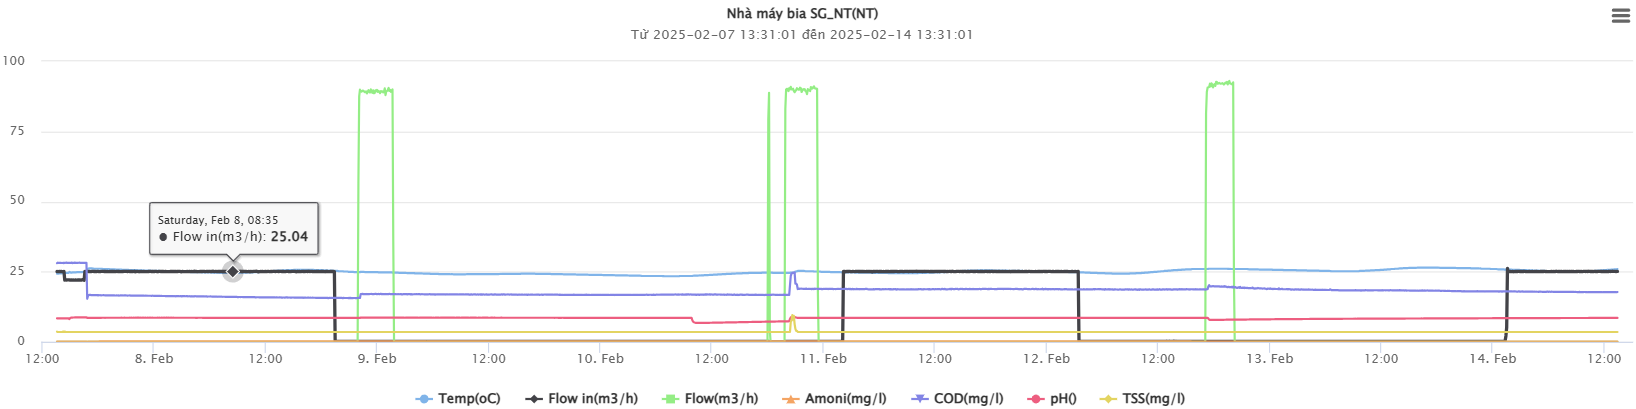 Nhà máy bia SG_NT(NT)
Từ 2025-02-07 13:31:01 đến 2025-02-14 13:31:01
100
75
50
25
0
Saturday, Feb 8, 08:35
Flow in(m3/h): 25.04
12:00 8. Feb 12:00 9. Feb 12:00 10. Feb 12:00 11. Feb 12:00 12. Feb 12:00 13. Feb 12:00 14. Feb 12:00
Temp(oC) Flow in(m3/h) Flow(m3/h) Amoni(mg/l) COD(mg/l) pH() TSS(mg/l)